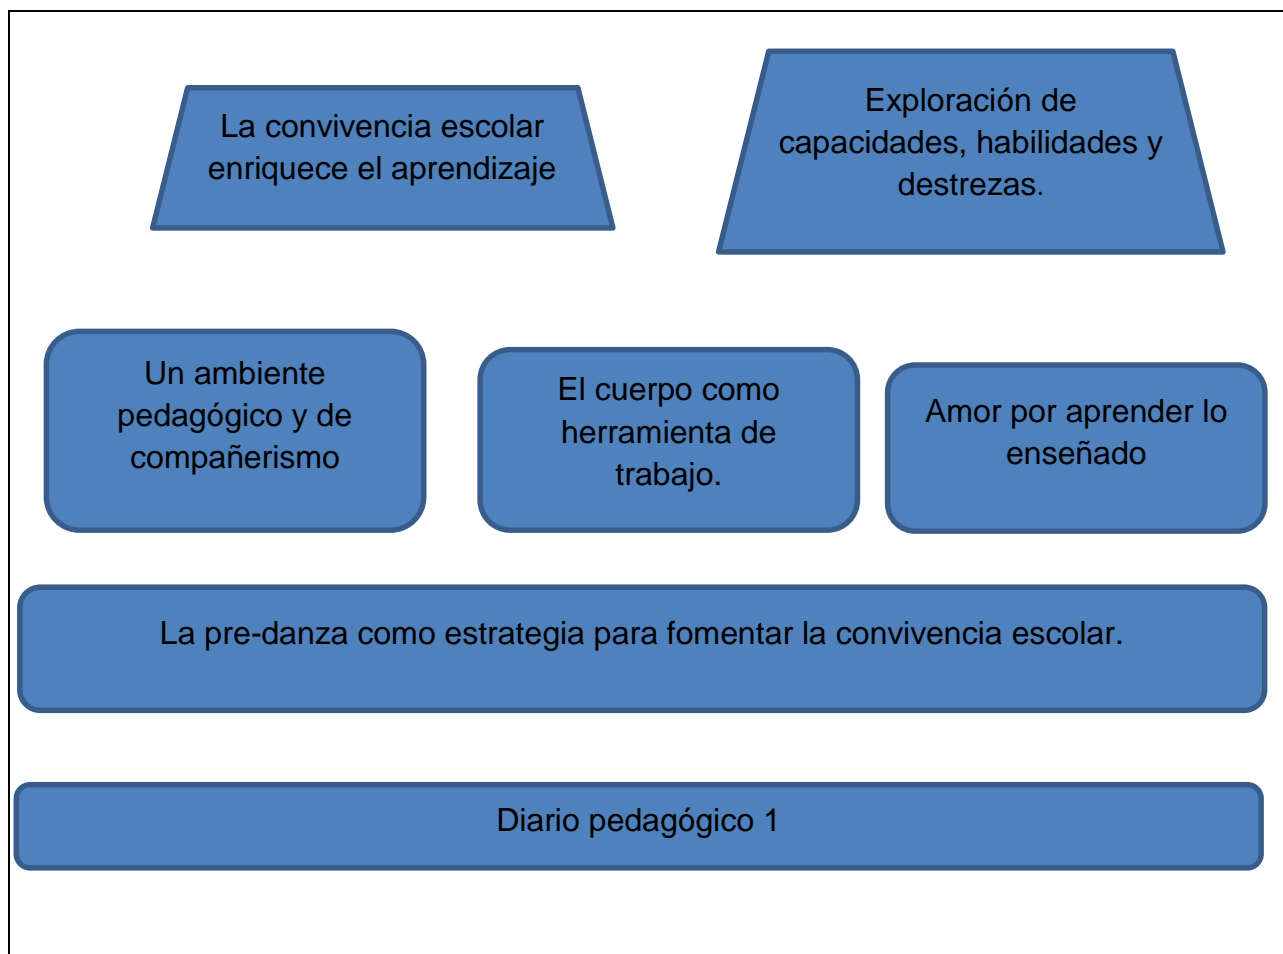 La convivencia escolar
enriquece el aprendizaje
Exploración de
capacidades, habilidades y
destrezas.
Un ambiente
pedagógico y de
compañerismo
El cuerpo como
herramienta de
trabajo.
Amor por aprender lo
enseñado
La pre-danza como estrategia para fomentar la convivencia escolar.
Diario pedagógico 1